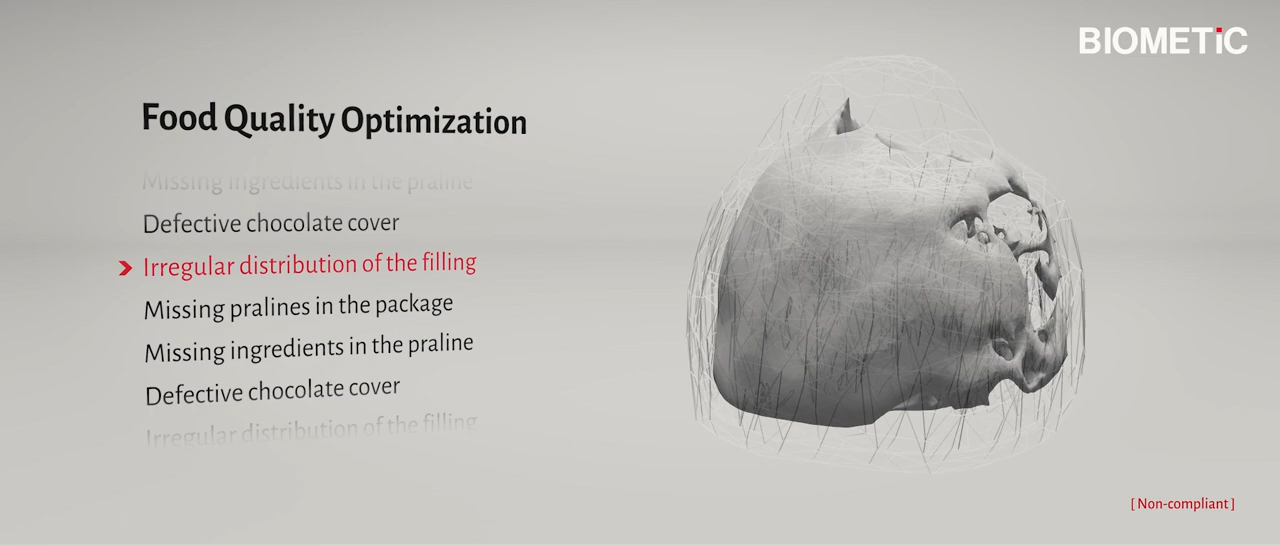 BIOMETiC
Food Quality Optimization
Missing ingredients in the praline
Defective chocolate cover
Irregular distribution of the filling
Missing pralines in the package
Missing ingredients in the praline
Defective chocolate cover
Irregular distribution of the filling
[ Non-compliant ]